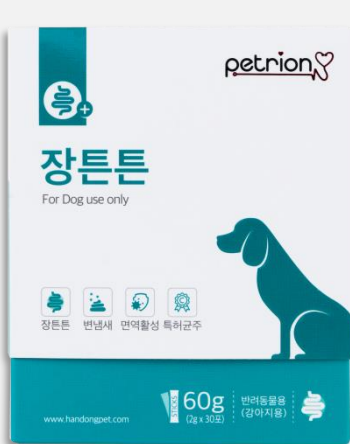 petrion
장튼튼
For Dog use only
장튼튼 변냄새 면역활성 특허균주
www.handongpet.com
STICKS
60g
(2g x 30포)
반려동물용
(강아지용)